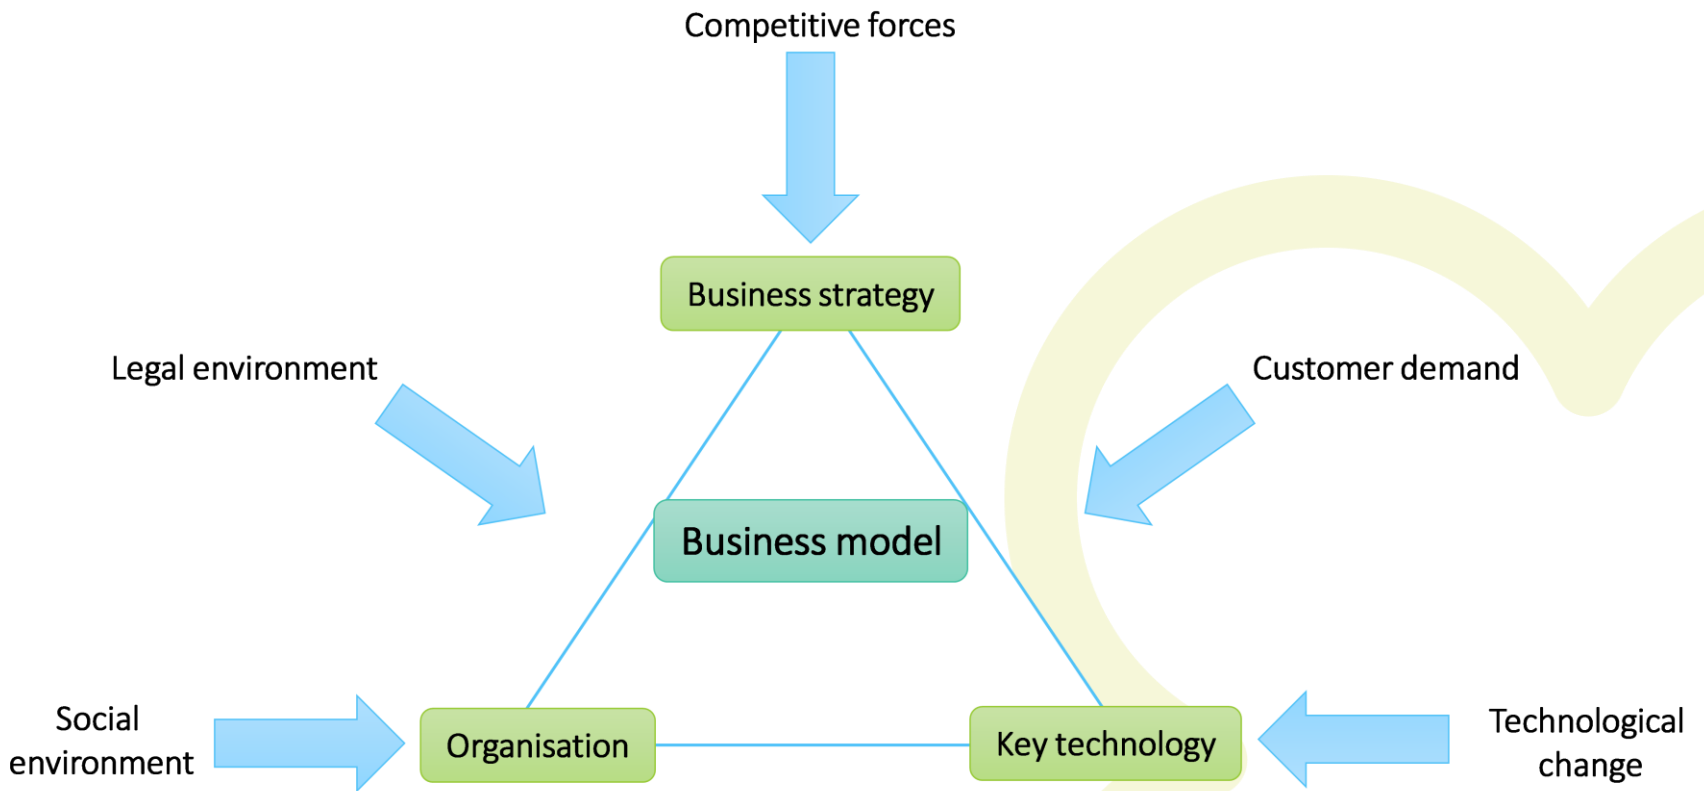 Competitive forces
Business strategy
Legal environment
Customer demand
Business model
Social
environment
Organisation
Key technology
Technological
change